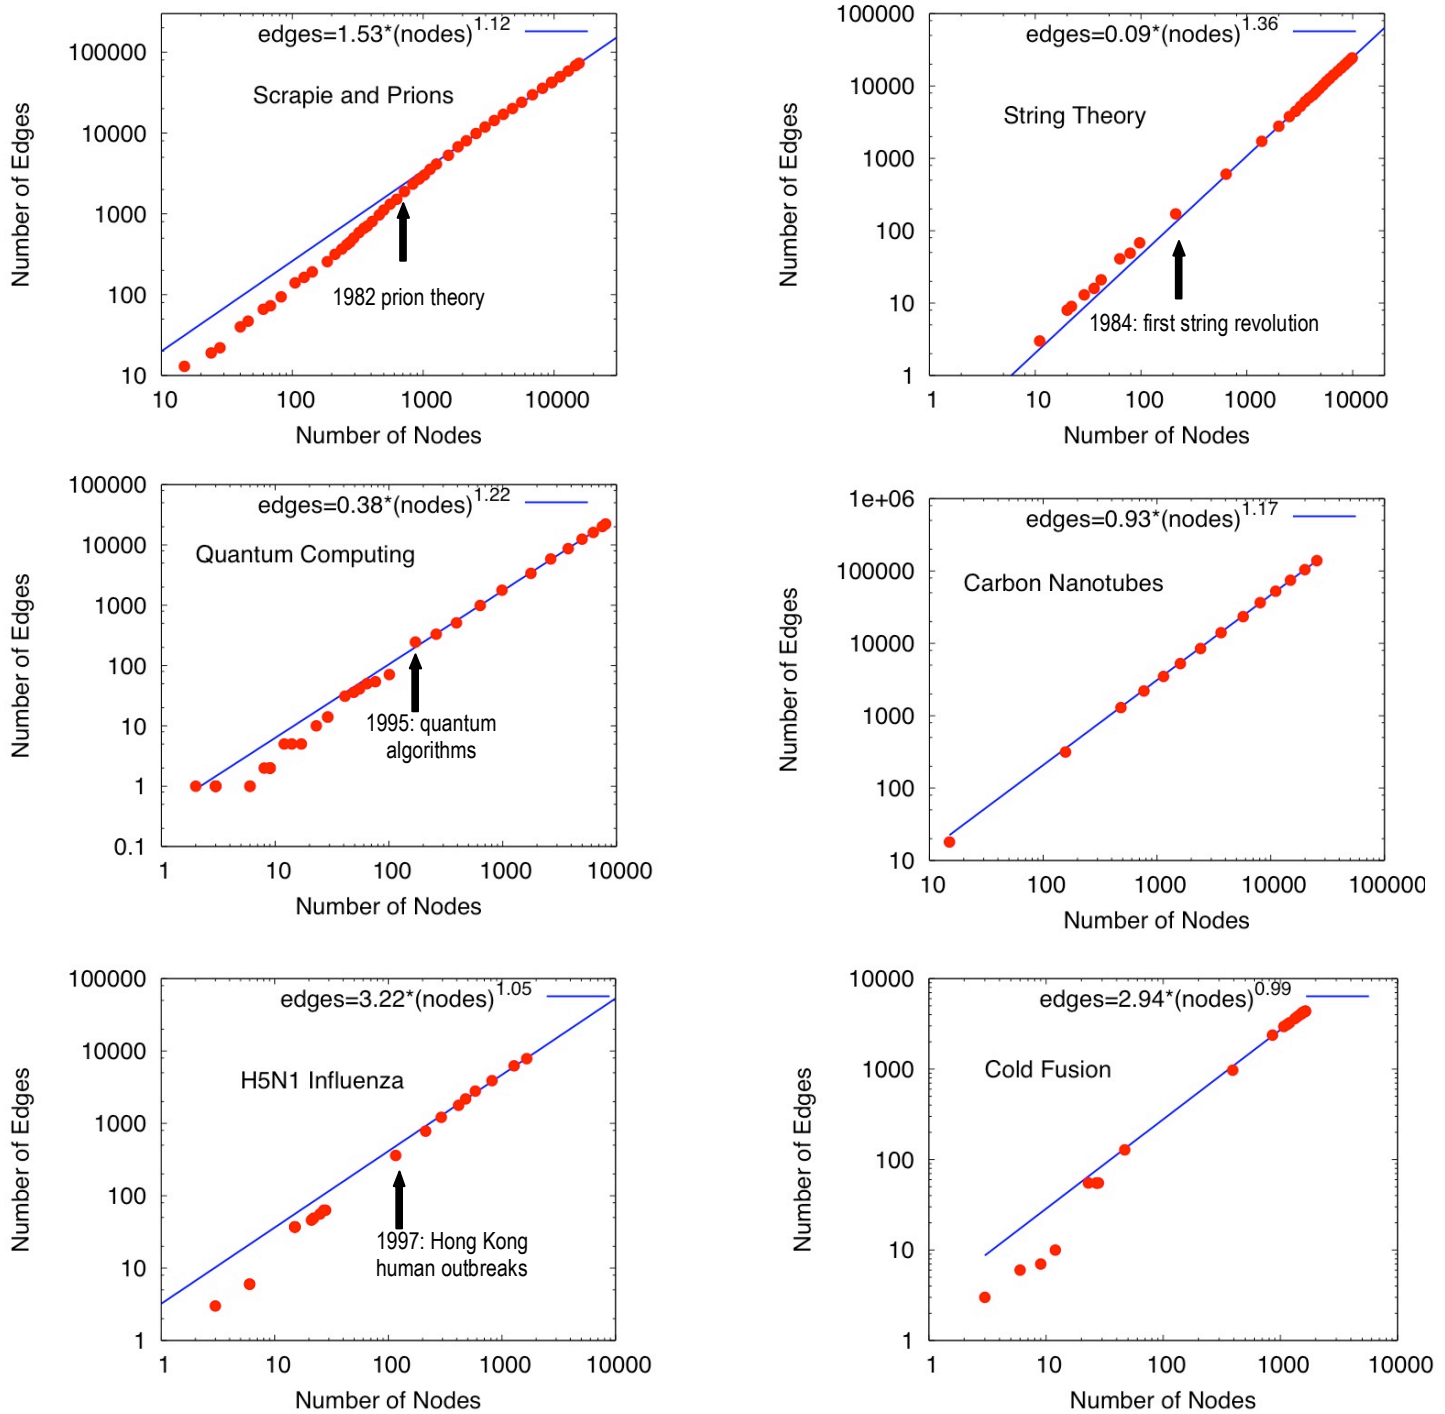 edges=1.53*(nodes)^1.12
Scrapie and Prions
1982 prion theory
100000
10000
1000
100
10
10 100 1000 10000
Number of Edges
Number of Nodes
edges=0.09*(nodes)^1.36
String Theory
1984: first string revolution
100000
10000
1000
100
10
1
1 10 100 1000 10000
Number of Edges
Number of Nodes
edges=0.38*(nodes)^1.22
Quantum Computing
1995: quantum
algorithms
100000
10000
1000
100
10
1
0.1
1 10 100 1000 10000
Number of Edges
Number of Nodes
edges=0.93*(nodes)^1.17
Carbon Nanotubes
1e+06
100000
10000
1000
100
10
10 100 1000 10000 100000
Number of Edges
Number of Nodes
edges=3.22*(nodes)^1.05
H5N1 Influenza
1997: Hong Kong
human outbreaks
100000
10000
1000
100
10
1
1 10 100 1000 10000
Number of Edges
Number of Nodes
edges=2.94*(nodes)^0.99
Cold Fusion
10000
1000
100
10
1
1 10 100 1000 10000
Number of Edges
Number of Nodes